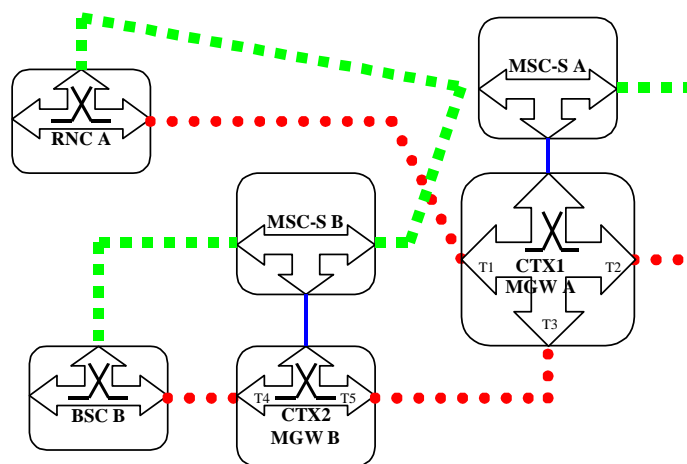 MSC-S A
RNC A
MSC-S B
T1
CTX1
T2
MGW A
T3
BSC B
T4
CTX2
T5
MGW B